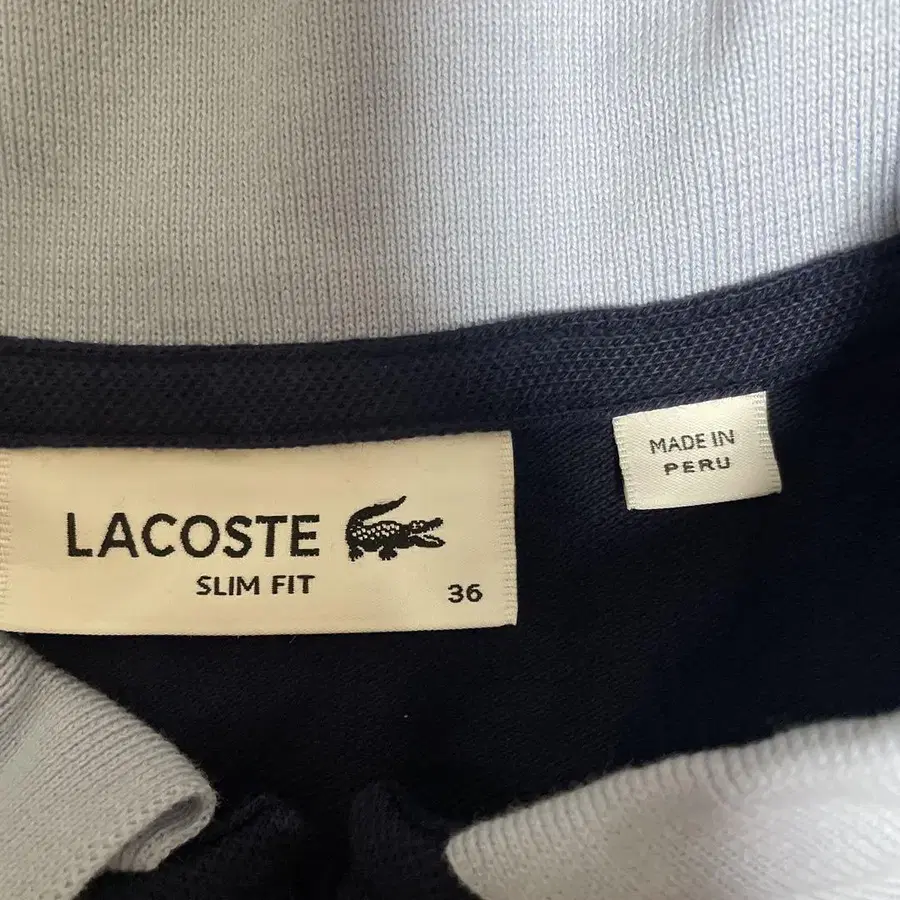 LACOSTE
SLIM FIT
36
MADE IN
PERU